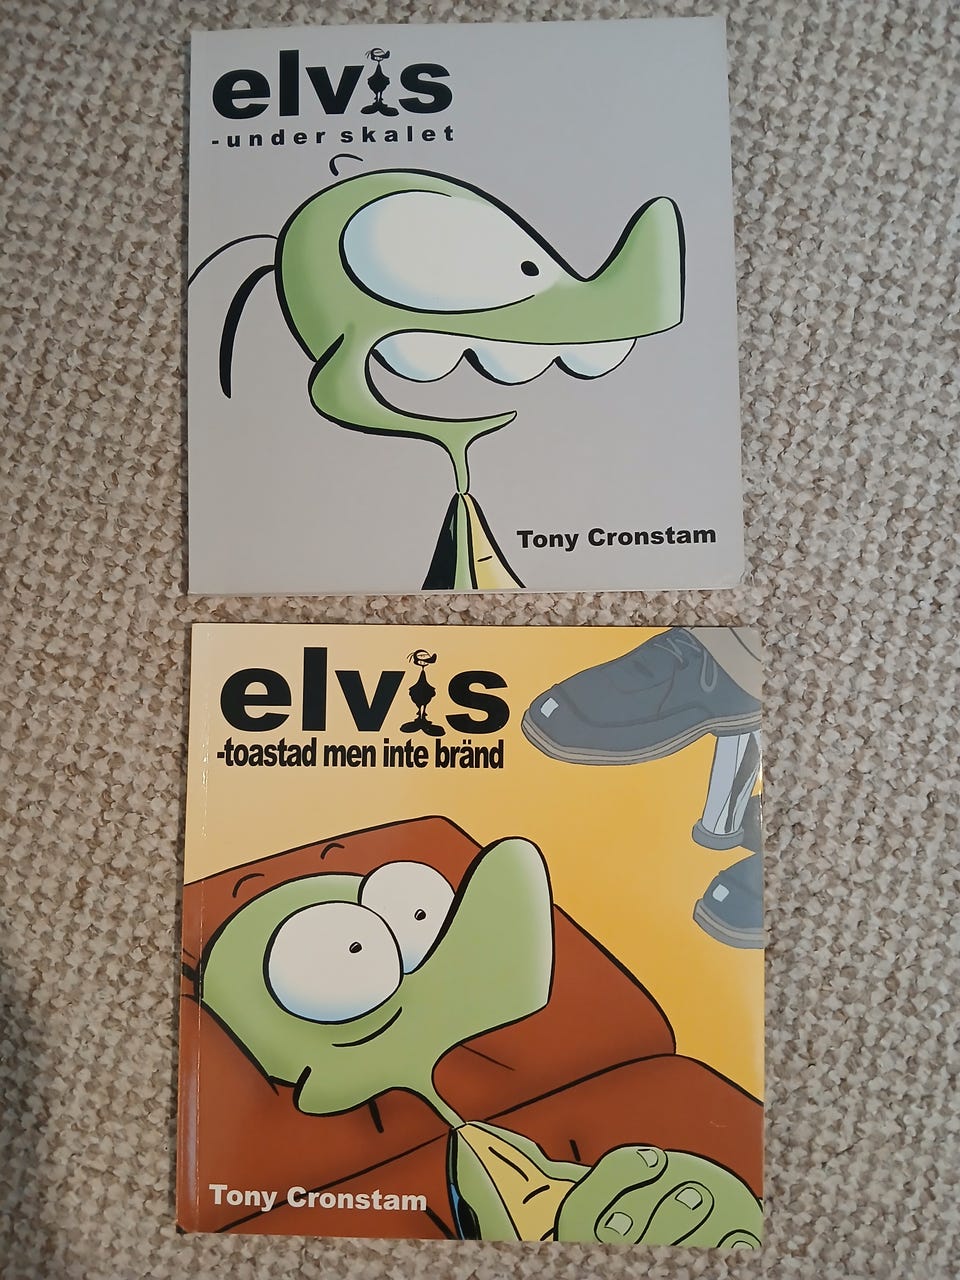 elvis
-under skalet
Tony Cronstam
elvis
-toastad men inte bränd
Tony Cronstam